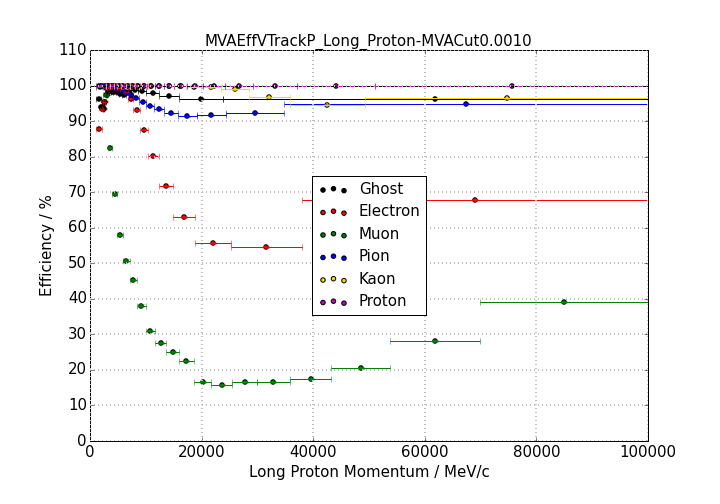 MVAEffVTrackP_Long_Proton-MVACut0.0010
110
100
90
80
70
60
50
40
30
20
10
0
Efficiency / %
Ghost
Electron
Muon
Pion
Kaon
Proton
0 20000 40000 60000 80000 100000
Long Proton Momentum / MeV/c